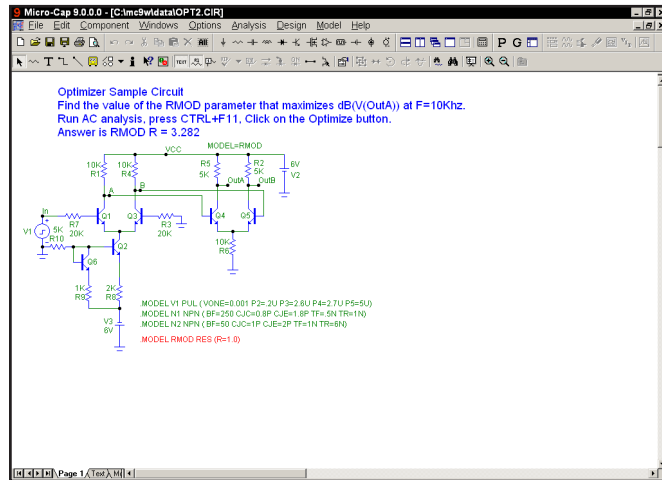 Micro-Cap 9.0.0.0 - [C:\mc9w\data\OPT2.CIR]
File Edit Component Windows Options Analysis Design Model Help
Optimizer Sample Circuit
Find the value of the RMOD parameter that maximizes dB(V(OutA)) at F=10Khz.
Run AC analysis, press CTRL+F11, Click on the Optimize button.
Answer is RMOD R = 3.282
VCC
MODEL=RMOD
10K
R1
10K
R4
R5
5K
R2
5K
6V
V2
A
B
OutA
OutB
In
Q1
Q3
Q4
Q5
R7
20K
R3
20K
V1
5K
R10
Q2
Q6
10K
R6
1K
R9
2K
R8
V3
6V
.MODEL V1 PUL ( VONE=0.001 P2=.2U P3=2.6U P4=2.7U P5=5U)
.MODEL N1 NPN ( BF=250 CJC=0.8P CJE=1.8P TF=.5N TR=1N)
.MODEL N2 NPN ( BF=50 CJC=1P CJE=2P TF=1N TR=6N)
.MODEL RMOD RES (R=1.0)
Page 1 Text